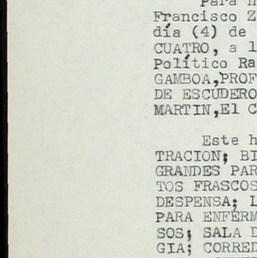 Para h
Francisco Z
día (4) de
CUATRO, a l
Político Ra
GAMBOA,PROF
DE ESCUDERO
MARTIN,El C
Este h
TRACION; BI
GRANDES PAR
TOS FRASCOS
DESPENSA; L
PARA ENFERM
SOS; SALA D
GIA; CORRED